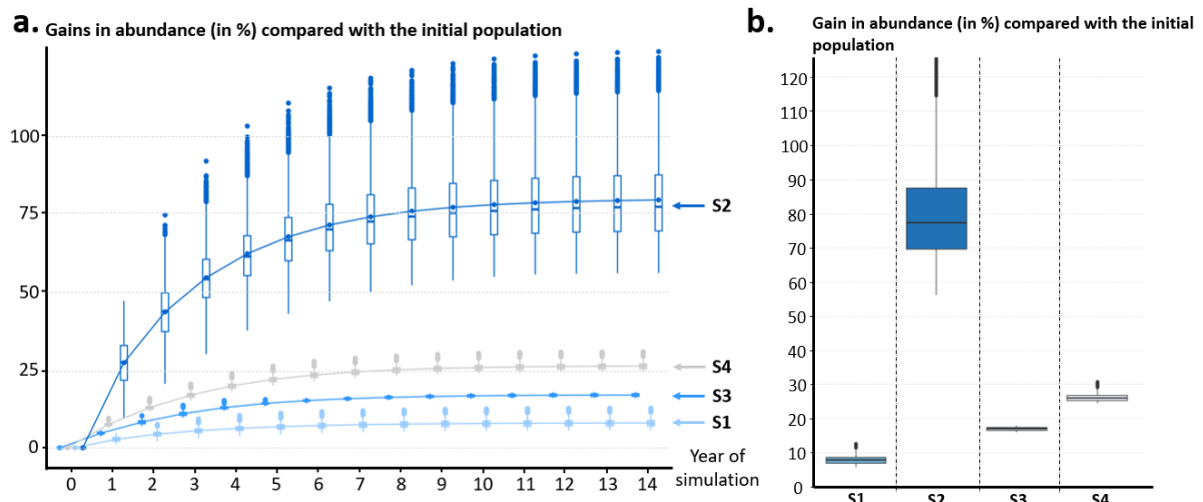 a.
Gains in abundance (in %) compared with the initial population
100
75
50
25
0
0 1 2 3 4 5 6 7 8 9 10 11 12 13 14
S2
S4
S3
S1
Year of
simulation
b.
Gain in abundance (in %) compared with the initial
population
120
110
100
90
80
70
60
50
40
30
20
10
0
S1 S2 S3 S4